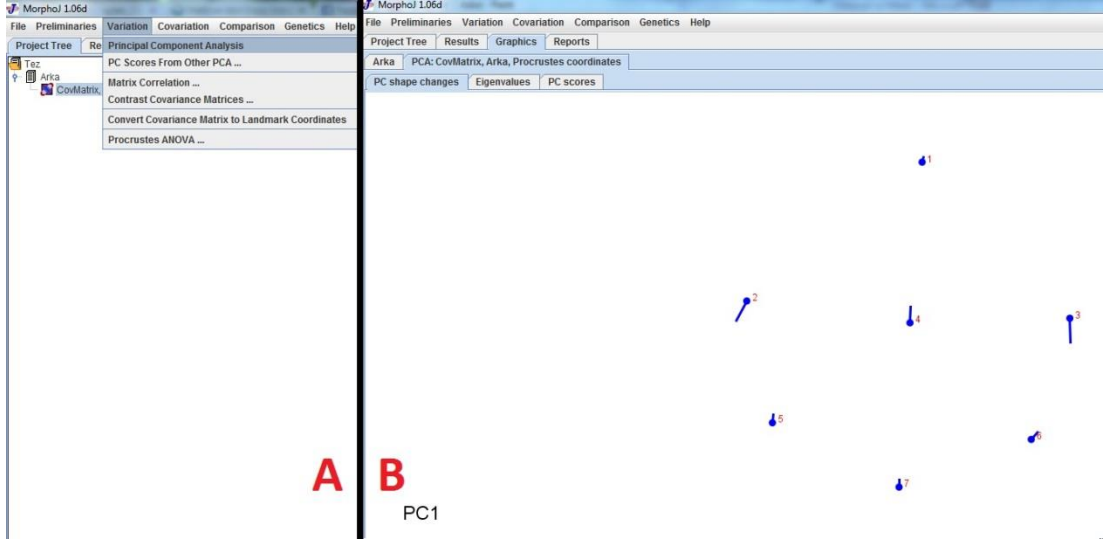 MorphoJ 1.06d
File Preliminaries Variation Covariation Comparison Genetics Help
Project Tree Re
Tez
Arka
CovMatrix,
Principal Component Analysis
PC Scores From Other PCA ...
Matrix Correlation ...
Contrast Covariance Matrices ...
Convert Covariance Matrix to Landmark Coordinates
Procrustes ANOVA ...
A
MorphoJ 1.06d
File Preliminaries Variation Covariation Comparison Genetics Help
Project Tree Results Graphics Reports
Arka PCA: CovMatrix, Arka, Procrustes coordinates
PC shape changes Eigenvalues PC scores
1
2
3
4
5
6
7
B
PC1